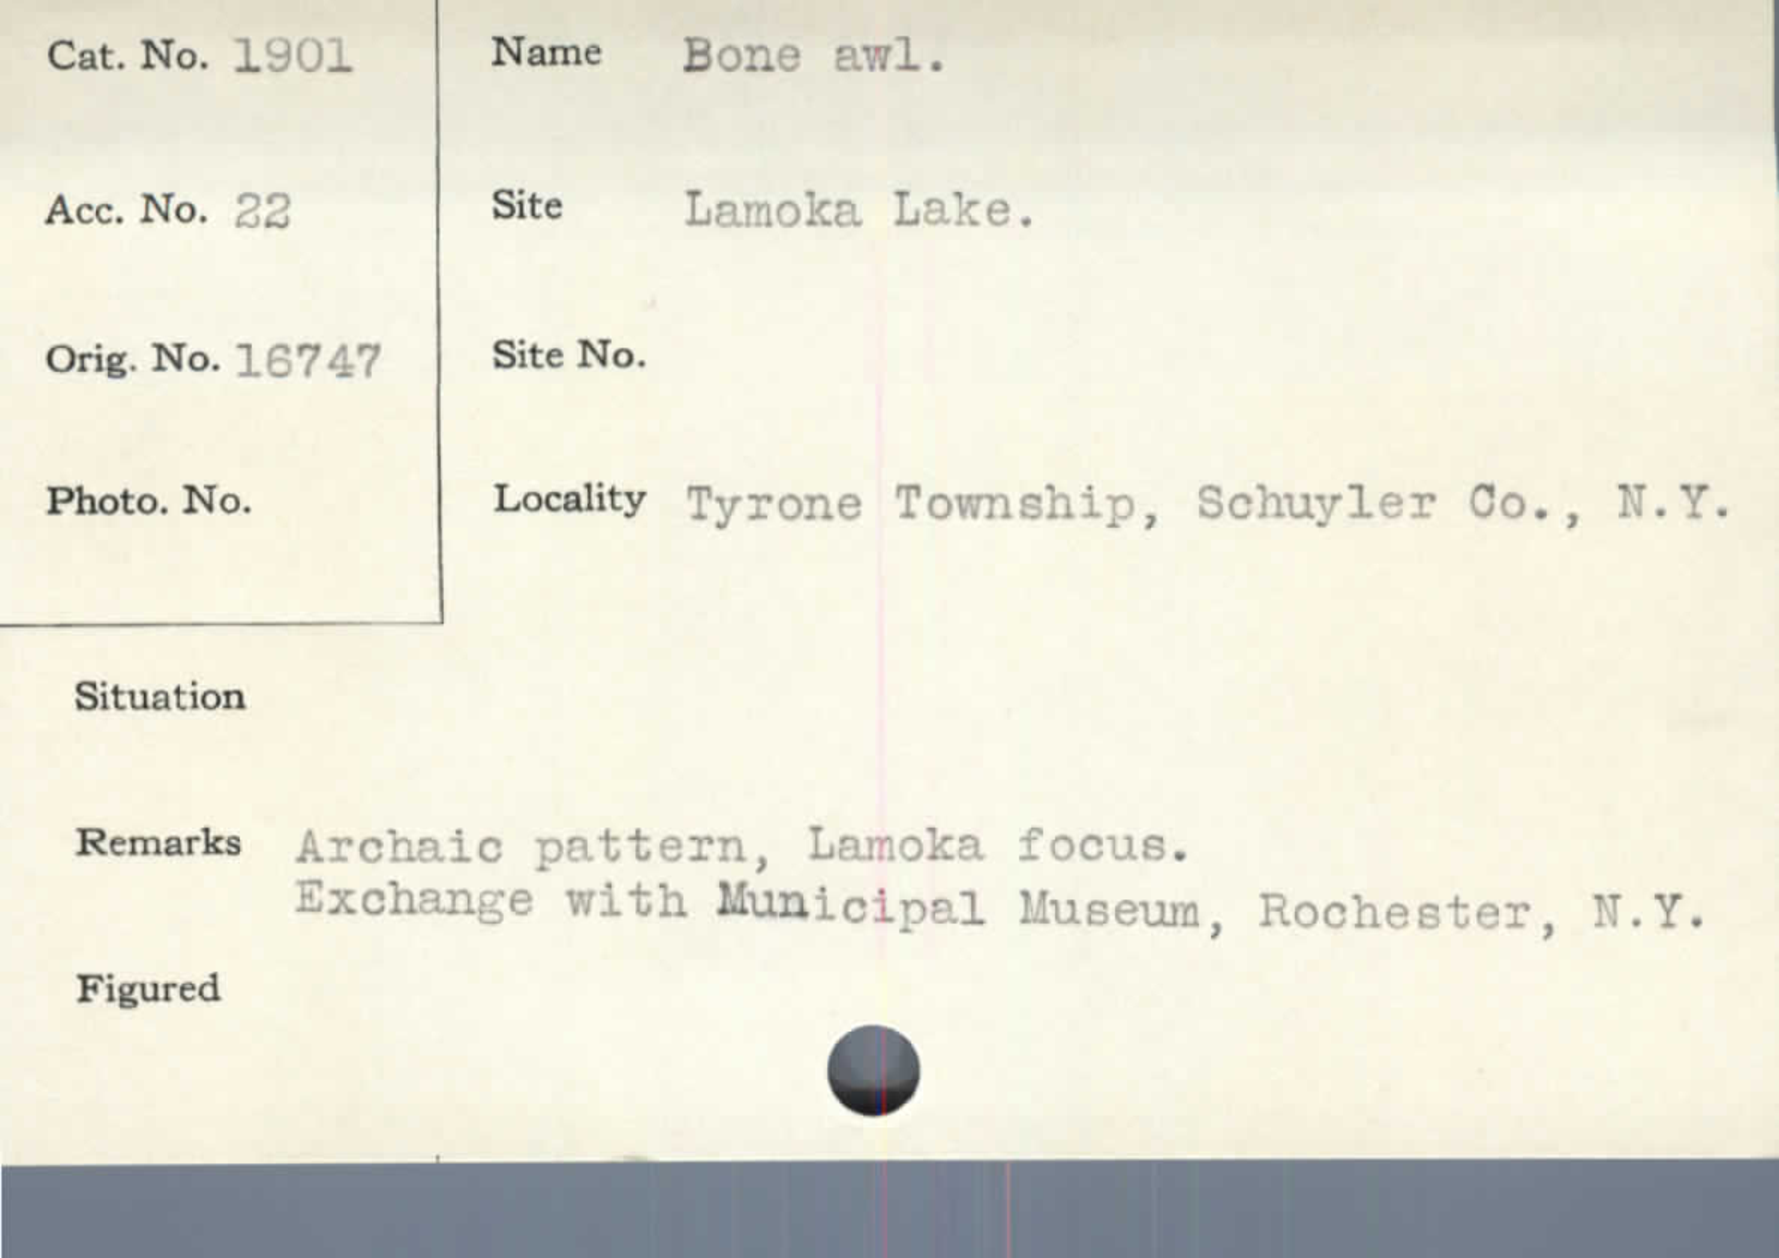 Cat. No. 1901
Name Bone awl.
Acc. No. 22
Site Lamoka Lake.
Orig. No. 16747
Site No.
Photo. No.
Locality Tyrone Township, Schuyler Co., N.Y.
Situation
Remarks Archaic pattern, Lamoka focus.
Exchange with Municipal Museum, Rochester, N.Y.
Figured